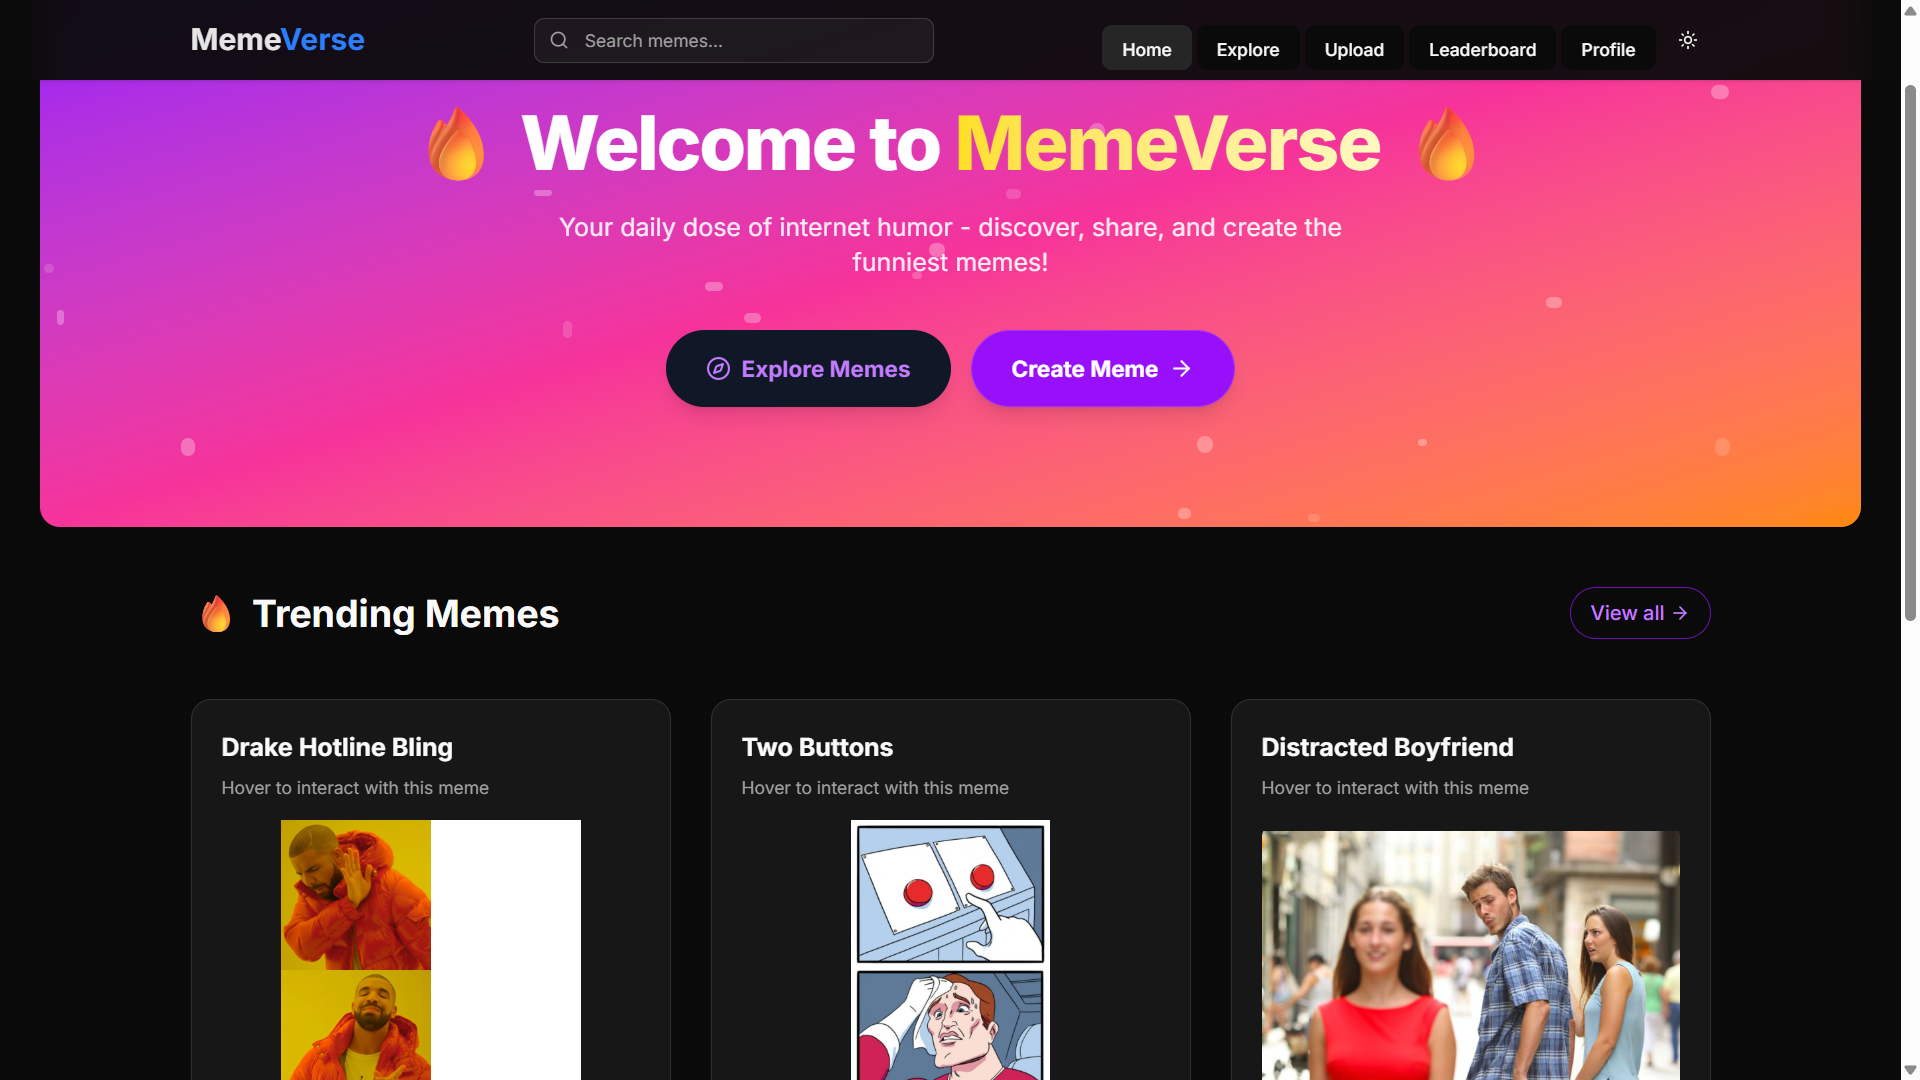 MemeVerse
Search memes...
Home
Explore
Upload
Leaderboard
Profile
Welcome to MemeVerse
Your daily dose of internet humor - discover, share, and create the
funniest memes!
Explore Memes
Create Meme
Trending Memes
View all
Drake Hotline Bling
Hover to interact with this meme
Two Buttons
Hover to interact with this meme
Distracted Boyfriend
Hover to interact with this meme